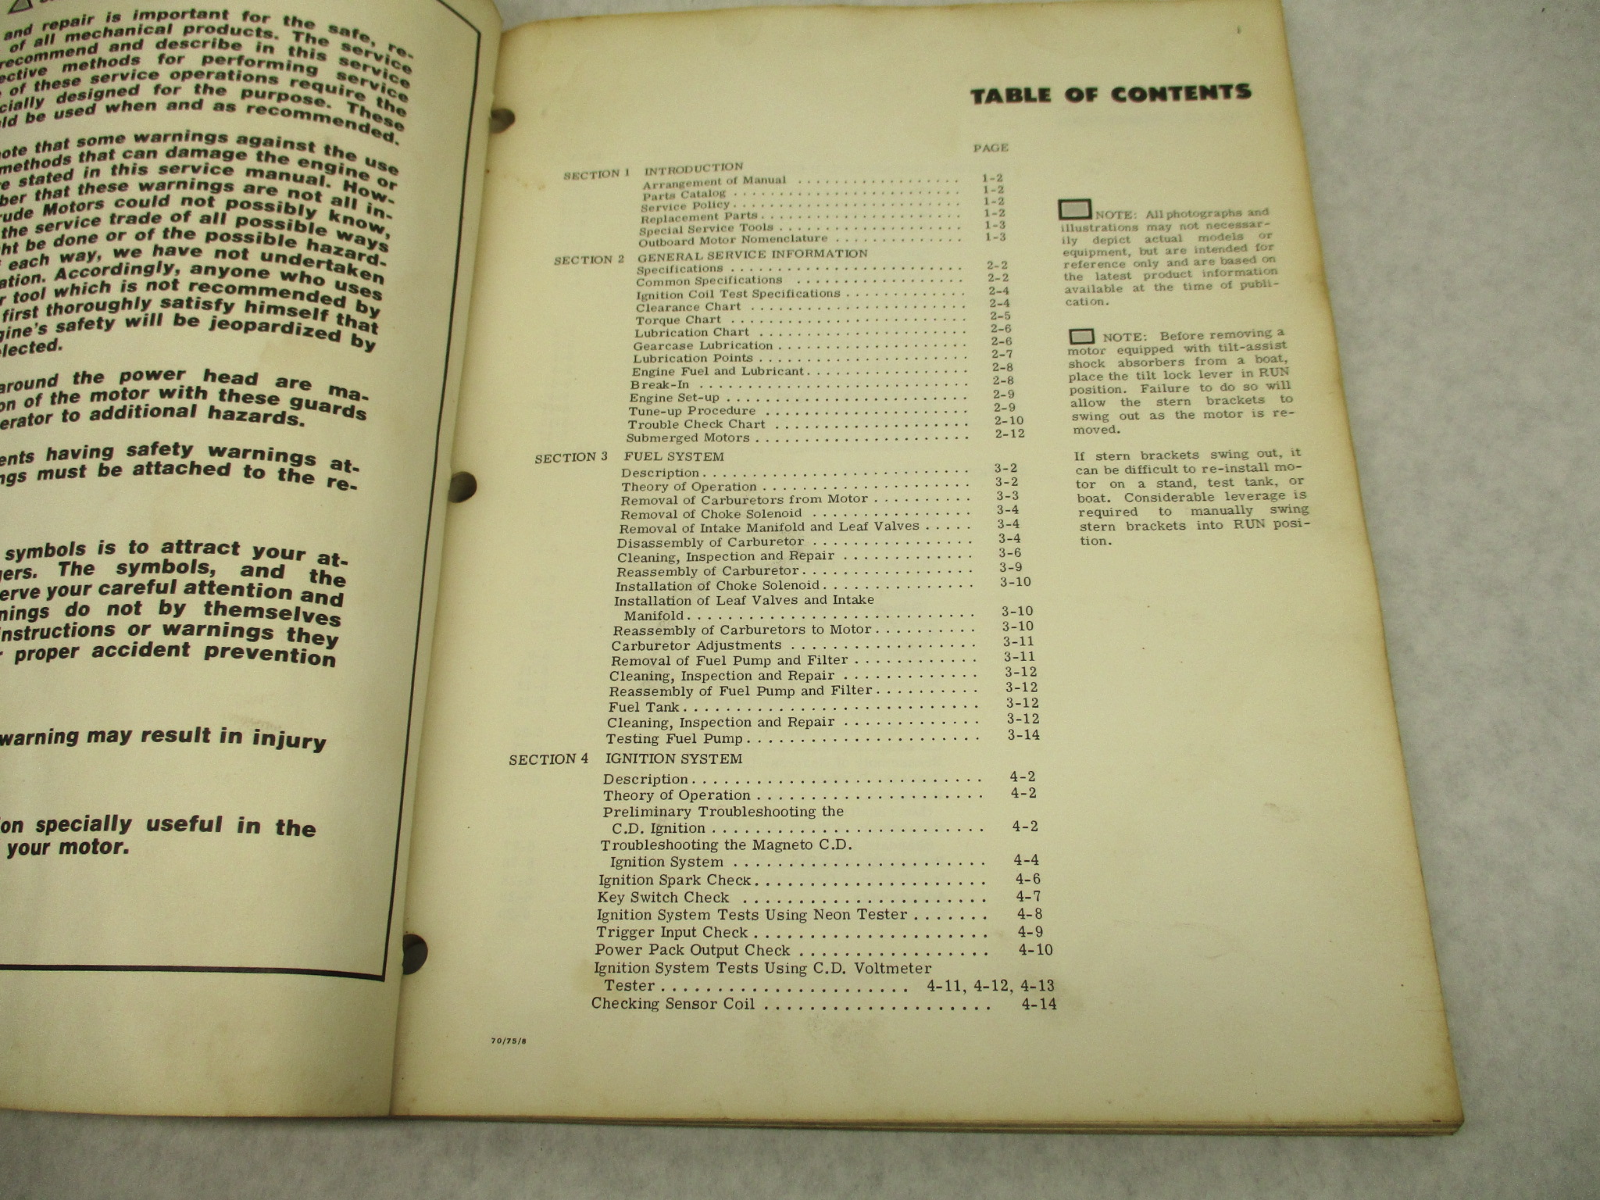 and repair is important for the safe, re-
of all mechanical products. The service
recommend and describe in this service
ective methods for performing service
of these service operations require the
cially designed for the purpose. These
ld be used when and as recommended.
ote that some warnings against the use
methods that can damage the engine or
e stated in this service manual. How-
ber that these warnings are not all in-
rude Motors could not possibly know,
the service trade of all possible ways
ht be done or of the possible hazard-
each way, we have not undertaken
ation. Accordingly, anyone who uses
r tool which is not recommended by
first thoroughly satisfy himself that
gine's safety will be jeopardized by
lected.
around the power head are ma-
on of the motor with these guards
erator to additional hazards.
ents having safety warnings at-
ngs must be attached to the re-
symbols is to attract your at-
gers. The symbols, and the
erve your careful attention and
nings do not by themselves
instructions or warnings they
proper accident prevention
warning may result in injury
on specially useful in the
your motor.
TABLE OF CONTENTS
PAGE
SECTION 1 INTRODUCTION
Arrangement of Manual . . . . . . . . . . . . . . . . . 1-2
Parts Catalog . . . . . . . . . . . . . . . . . . . . . . 1-2
Service Policy . . . . . . . . . . . . . . . . . . . . . . 1-2
Replacement Parts . . . . . . . . . . . . . . . . . . . 1-2
Special Service Tools . . . . . . . . . . . . . . . . . . 1-3
Outboard Motor Nomenclature . . . . . . . . . . . . . 1-3
SECTION 2 GENERAL SERVICE INFORMATION
Specifications . . . . . . . . . . . . . . . . . . . . . . 2-2
Common Specifications . . . . . . . . . . . . . . . . . 2-2
Ignition Coil Test Specifications . . . . . . . . . . . . 2-4
Clearance Chart . . . . . . . . . . . . . . . . . . . . . 2-4
Torque Chart . . . . . . . . . . . . . . . . . . . . . . 2-5
Lubrication Chart . . . . . . . . . . . . . . . . . . . . 2-6
Gearcase Lubrication . . . . . . . . . . . . . . . . . . 2-6
Lubrication Points . . . . . . . . . . . . . . . . . . . . 2-7
Engine Fuel and Lubricant . . . . . . . . . . . . . . . 2-8
Break-In . . . . . . . . . . . . . . . . . . . . . . . . . 2-8
Engine Set-up . . . . . . . . . . . . . . . . . . . . . . 2-9
Tune-up Procedure . . . . . . . . . . . . . . . . . . . 2-9
Trouble Check Chart . . . . . . . . . . . . . . . . . . 2-10
Submerged Motors . . . . . . . . . . . . . . . . . . . . 2-12
SECTION 3 FUEL SYSTEM
Description . . . . . . . . . . . . . . . . . . . . . . . . 3-2
Theory of Operation . . . . . . . . . . . . . . . . . . . 3-2
Removal of Carburetors from Motor . . . . . . . . . . 3-3
Removal of Choke Solenoid . . . . . . . . . . . . . . . 3-4
Removal of Intake Manifold and Leaf Valves . . . . . 3-4
Disassembly of Carburetor . . . . . . . . . . . . . . . 3-4
Cleaning, Inspection and Repair . . . . . . . . . . . . 3-6
Reassembly of Carburetor . . . . . . . . . . . . . . . . 3-9
Installation of Choke Solenoid . . . . . . . . . . . . . . 3-10
Installation of Leaf Valves and Intake
Manifold . . . . . . . . . . . . . . . . . . . . . . . . 3-10
Reassembly of Carburetors to Motor . . . . . . . . . . 3-10
Carburetor Adjustments . . . . . . . . . . . . . . . . . 3-11
Removal of Fuel Pump and Filter . . . . . . . . . . . . 3-11
Cleaning, Inspection and Repair . . . . . . . . . . . . 3-12
Reassembly of Fuel Pump and Filter . . . . . . . . . . 3-12
Fuel Tank . . . . . . . . . . . . . . . . . . . . . . . . . 3-12
Cleaning, Inspection and Repair . . . . . . . . . . . . 3-12
Testing Fuel Pump . . . . . . . . . . . . . . . . . . . . 3-14
SECTION 4 IGNITION SYSTEM
Description . . . . . . . . . . . . . . . . . . . . . . . . 4-2
Theory of Operation . . . . . . . . . . . . . . . . . . . 4-2
Preliminary Troubleshooting the
C.D. Ignition . . . . . . . . . . . . . . . . . . . . . . 4-2
Troubleshooting the Magneto C.D.
Ignition System . . . . . . . . . . . . . . . . . . . . . 4-4
Ignition Spark Check . . . . . . . . . . . . . . . . . . . 4-6
Key Switch Check . . . . . . . . . . . . . . . . . . . . 4-7
Ignition System Tests Using Neon Tester . . . . . . . 4-8
Trigger Input Check . . . . . . . . . . . . . . . . . . . 4-9
Power Pack Output Check . . . . . . . . . . . . . . . . 4-10
Ignition System Tests Using C.D. Voltmeter
Tester . . . . . . . . . . . . . . . . . . . . . 4-11, 4-12, 4-13
Checking Sensor Coil . . . . . . . . . . . . . . . . . . 4-14
70/75/8
NOTE: All photographs and
illustrations may not necessar-
ily depict actual models or
equipment, but are intended for
reference only and are based on
the latest product information
available at the time of publi-
cation.
NOTE: Before removing a
motor equipped with tilt-assist
shock absorbers from a boat,
place the tilt lock lever in RUN
position. Failure to do so will
allow the stern brackets to
swing out as the motor is re-
moved.
If stern brackets swing out, it
can be difficult to re-install mo-
tor on a stand, test tank, or
boat. Considerable leverage is
required to manually swing
stern brackets into RUN posi-
tion.